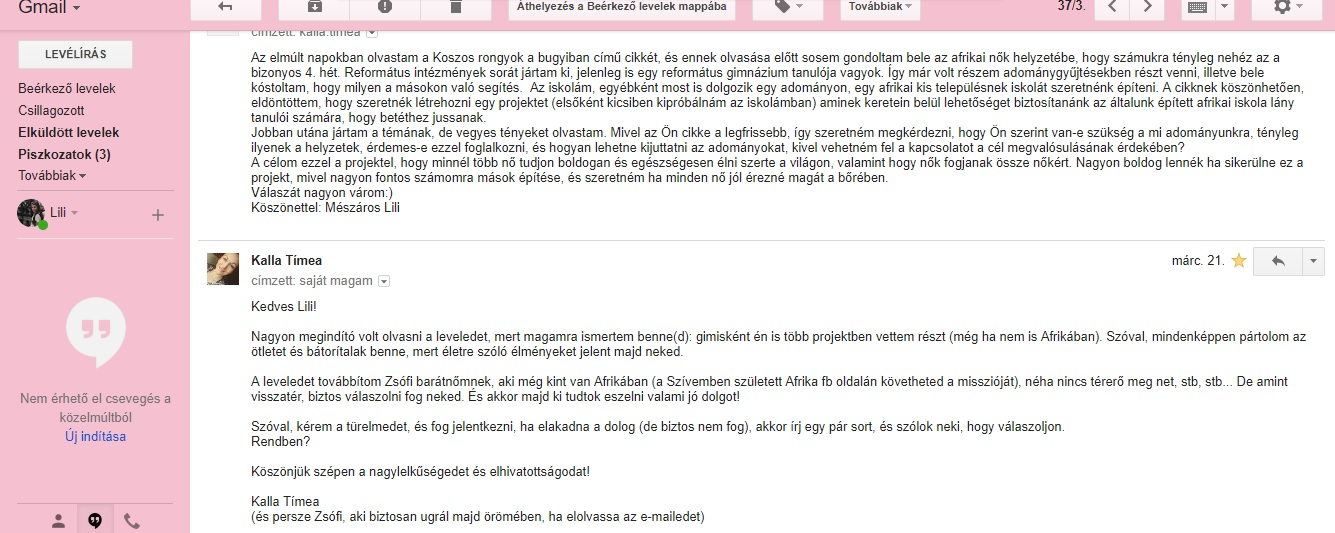 Gmail
Áthelyezés a Beérkező levelek mappába
Továbbiak
37/3.
LEVÉLÍRÁS
Beérkező levelek
Csillagozott
Elküldött levelek
Piszkozatok (3)
Továbbiak
Lili
Nem érhető el csevegés a
közelmúltból
Új indítása
címzett: kalla.timea
Az elmúlt napokban olvastam a Koszos rongyok a bugyiban című cikkét, és ennek olvasása előtt sosem gondoltam bele az afrikai nők helyzetébe, hogy számukra tényleg nehéz az a
bizonyos 4. hét. Református intézmények sorát jártam ki, jelenleg is egy református gimnázium tanulója vagyok. Így már volt részem adománygyűjtésekben részt venni, illetve bele
kóstoltam, hogy milyen a másokon való segítés.  Az iskolám, egyébként most is dolgozik egy adományon, egy afrikai kis településnek iskolát szeretnénk építeni. A cikknek köszönhetően,
eldöntöttem, hogy szeretnék létrehozni egy projektet (elsőként kicsiben kipróbálnám az iskolámban) aminek keretein belül lehetőséget biztosítanánk az általunk épített afrikai iskola lány
tanulói számára, hogy betéthez jussanak.
Jobban utána jártam a témának, de vegyes tényeket olvastam. Mivel az Ön cikke a legfrissebb, így szeretném megkérdezni, hogy Ön szerint van-e szükség a mi adományunkra, tényleg
ilyenek a helyzetek, érdemes-e ezzel foglalkozni, és hogyan lehetne kijuttatni az adományokat, kivel vehetném fel a kapcsolatot a cél megvalósulásának érdekében?
A célom ezzel a projektel, hogy minnél több nő tudjon boldogan és egészségesen élni szerte a világon, valamint hogy nők fogjanak össze nőkért. Nagyon boldog lennék ha sikerülne ez a
projekt, mivel nagyon fontos számomra mások építése, és szeretném ha minden nő jól érezné magát a bőrében.
Válaszát nagyon várom:)
Köszönettel: Mészáros Lili
Kalla Tímea
márc. 21.
címzett: saját magam
Kedves Lili!
Nagyon megindító volt olvasni a leveledet, mert magamra ismertem benne(d): gimisként én is több projektben vettem részt (még ha nem is Afrikában). Szóval, mindenképpen pártolom az
ötletet és bátorítalak benne, mert életre szóló élményeket jelent majd neked.
A leveledet továbbítom Zsófi barátnőmnek, aki még kint van Afrikában (a Szívemben született Afrika fb oldalán követheted a misszióját), néha nincs térerő meg net, stb, stb... De amint
visszatér, biztos válaszolni fog neked. És akkor majd ki tudtok eszelni valami jó dolgot!
Szóval, kérem a türelmedet, és fog jelentkezni, ha elakadna a dolog (de biztos nem fog), akkor írj egy pár sort, és szólok neki, hogy válaszoljon.
Rendben?
Köszönjük szépen a nagylelkűségedet és elhivatottságodat!
Kalla Tímea
(és persze Zsófi, aki biztosan ugrál majd örömében, ha elolvassa az e-mailedet)